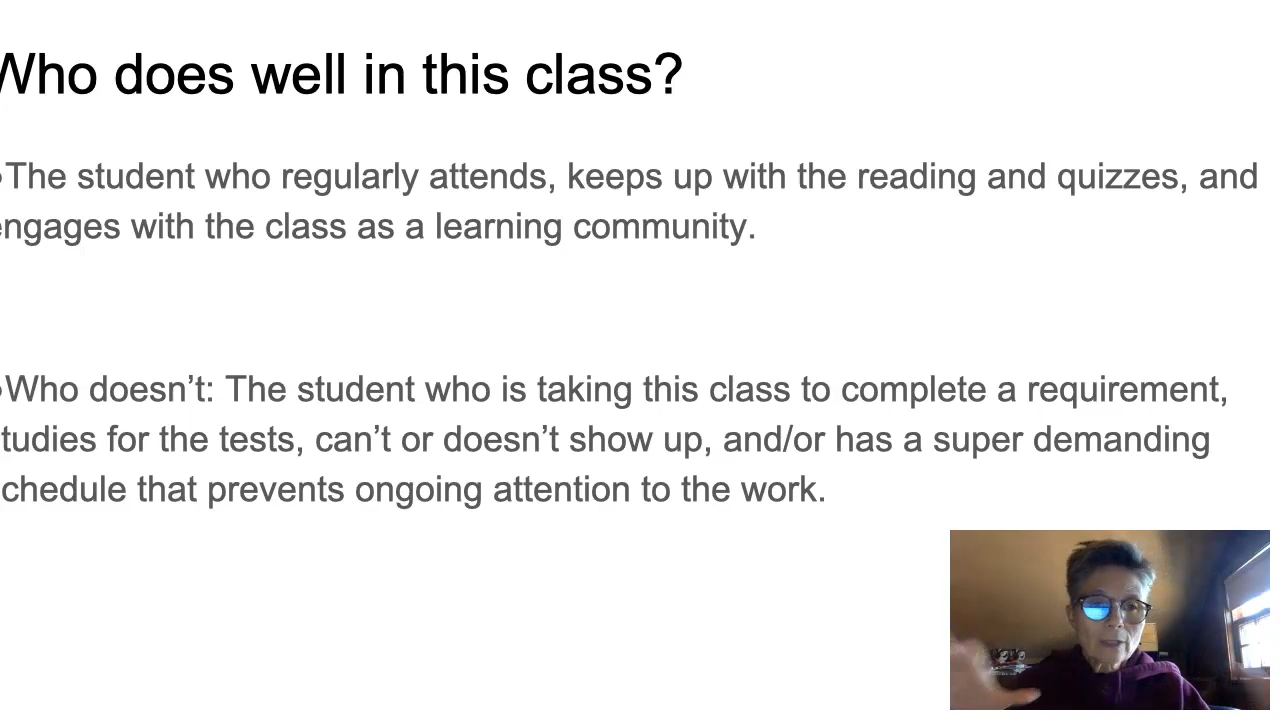 Who does well in this class?
•The student who regularly attends, keeps up with the reading and quizzes, and
engages with the class as a learning community.
•Who doesn’t: The student who is taking this class to complete a requirement,
tudies for the tests, can’t or doesn’t show up, and/or has a super demanding
chedule that prevents ongoing attention to the work.